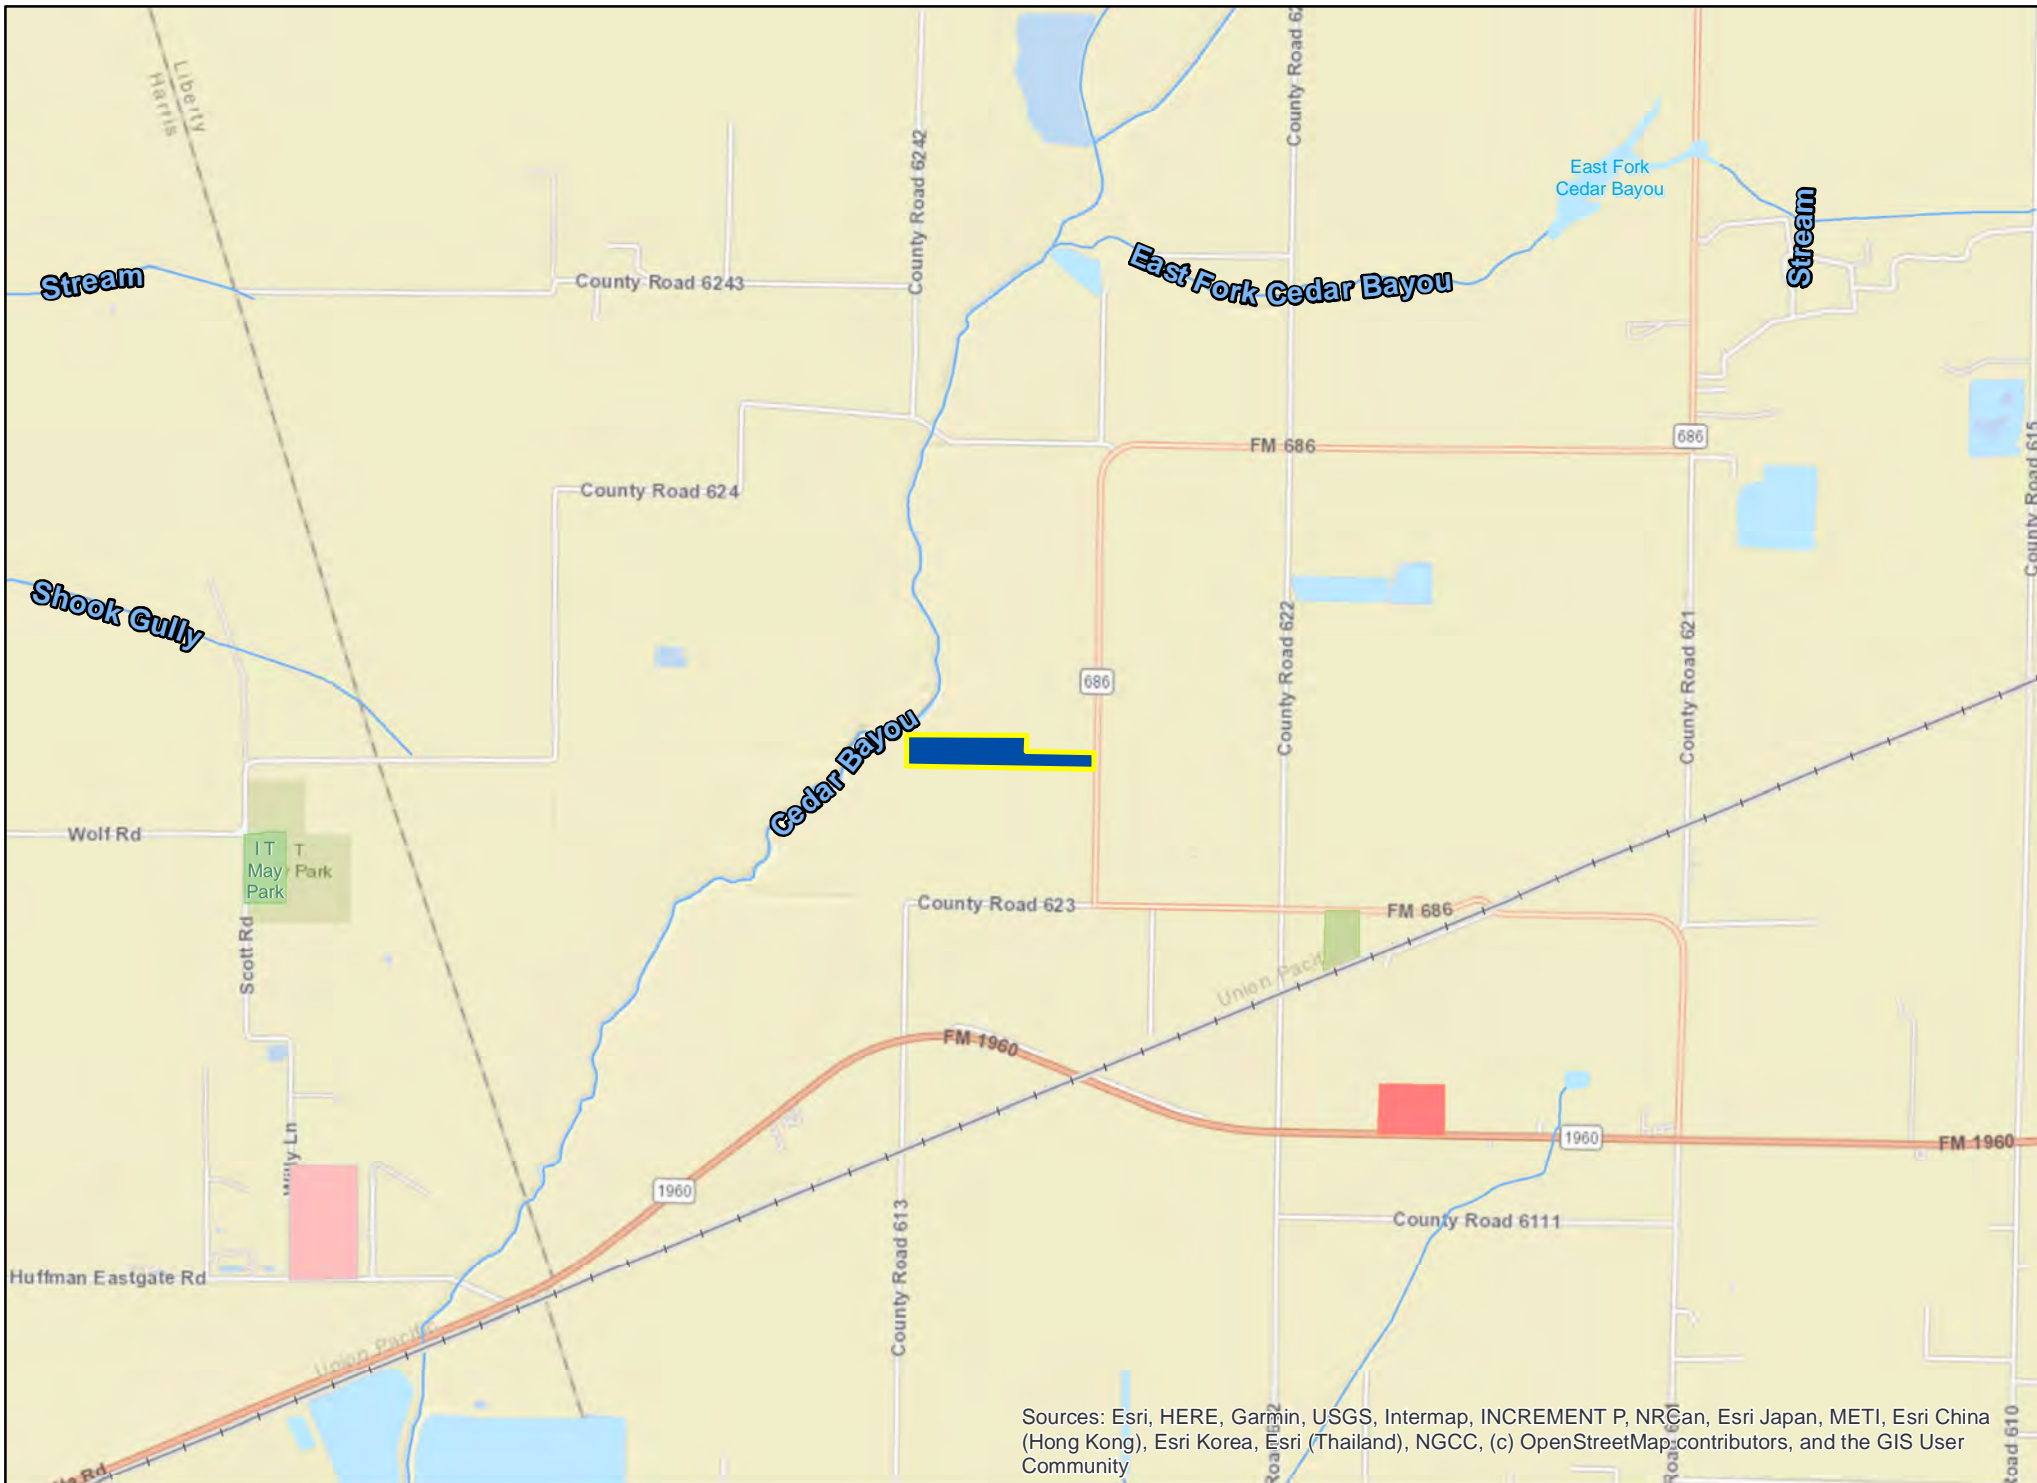 Liberty
Harris
County Road 6242
County Road 62
East Fork
Cedar Bayou
Stream
Stream
County Road 6243
East Fork Cedar Bayou
FM 686
686
County Road 624
County Road 615
Shook Gully
County Road 622
County Road 621
686
Cedar Bayou
Wolf Rd
I T
May
Park
T
Park
Scott Rd
County Road 623
FM 686
Union Pacif
FM 1960
Willy Ln
1960
FM 1960
1960
County Road 613
County Road 6111
Huffman Eastgate Rd
Union Pacific
Sources: Esri, HERE, Garmin, USGS, Intermap, INCREMENT P, NRCan, Esri Japan, METI, Esri China
(Hong Kong), Esri Korea, Esri (Thailand), NGCC, (c) OpenStreetMap contributors, and the GIS User
Community
Road 610
Rd